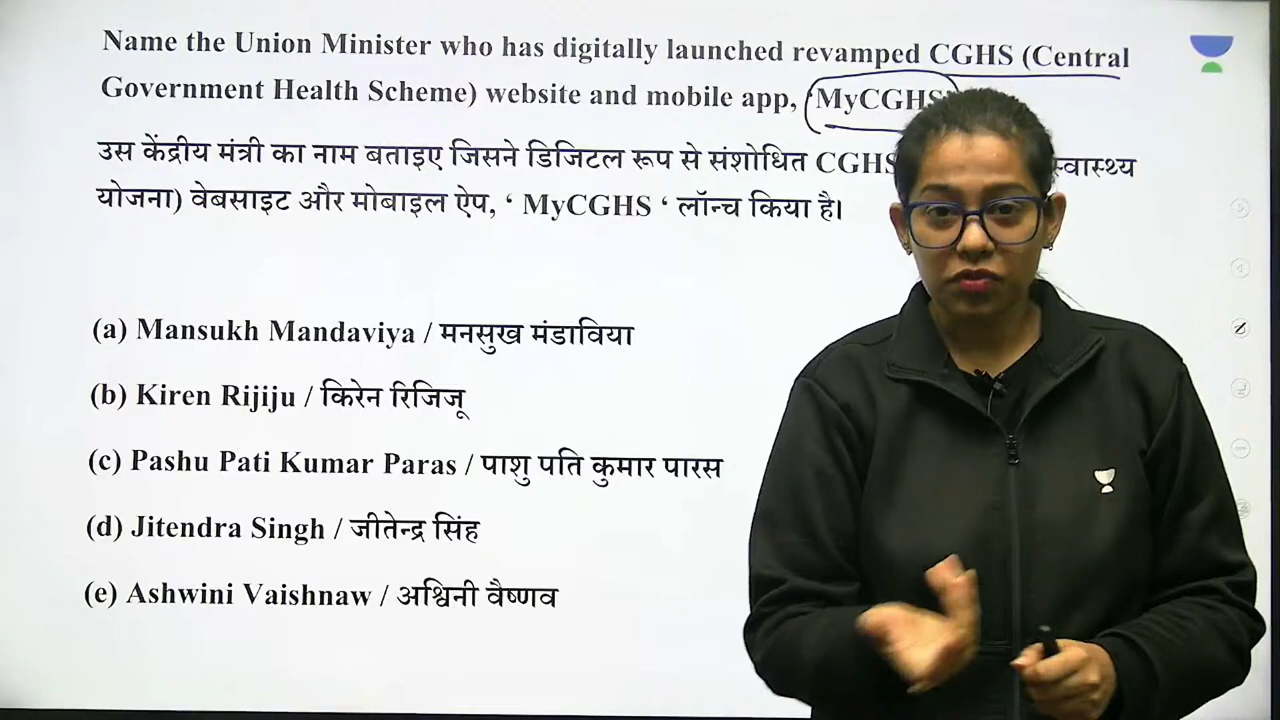 Name the Union Minister who has digitally launched revamped CGHS (Central
Government Health Scheme) website and mobile app, 'MyCGHS
उस केंद्रीय मंत्री का नाम बताइए जिसने डिजिटल रूप से संशोधित CGHS स्वास्थ्य
योजना) वेबसाइट और मोबाइल ऐप, ‘ MyCGHS ‘ लॉन्च किया है।
(a) Mansukh Mandaviya / मनसुख मंडाविया
(b) Kiren Rijiju / किरेन रिजिजू
(c) Pashu Pati Kumar Paras / पाशु पति कुमार पारस
(d) Jitendra Singh / जीतेन्द्र सिंह
(e) Ashwini Vaishnaw / अश्विनी वैष्णव